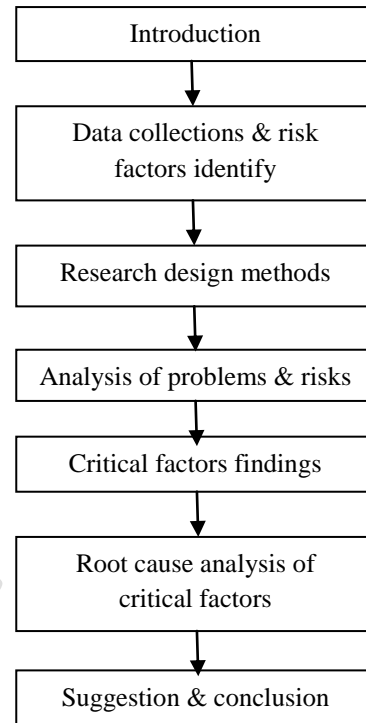 Introduction
Data collections & risk
factors identify
Research design methods
Analysis of problems & risks
Critical factors findings
Root cause analysis of
critical factors
Suggestion & conclusion